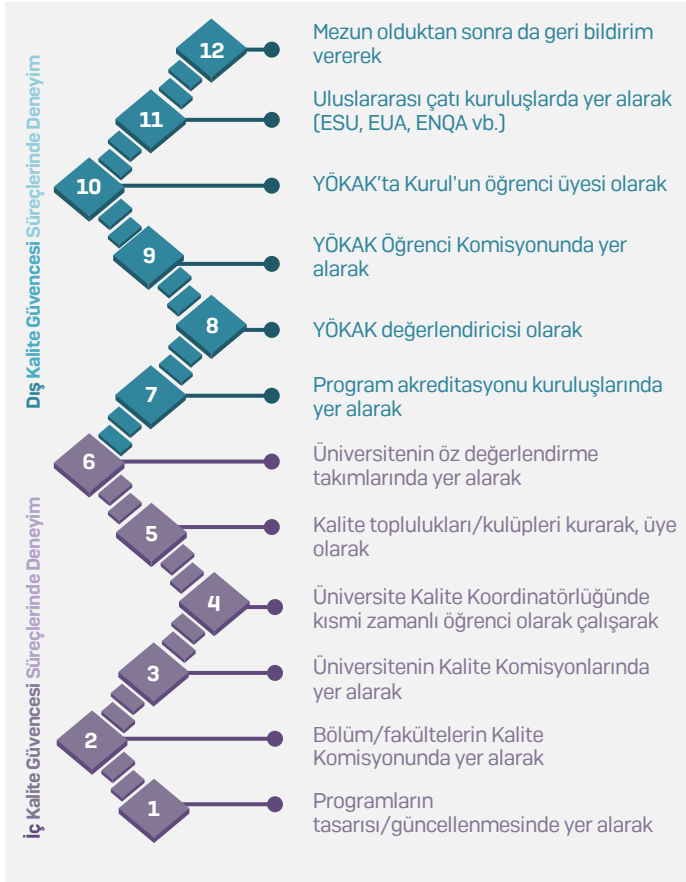 12
Mezun olduktan sonra da geri bildirim
vererek
11
Uluslararası çatı kuruluşlarda yer alarak
(ESU, EUA, ENQA vb.)
10
YÖKAK’ta Kurul'un öğrenci üyesi olarak
9
YÖKAK Öğrenci Komisyonunda yer
alarak
8
YÖKAK değerlendiricisi olarak
7
Program akreditasyonu kuruluşlarında
yer alarak
Dış Kalite Güvencesi Süreçlerinde Deneyim
6
Üniversitenin öz değerlendirme
takımlarında yer alarak
5
Kalite toplulukları/kulüpleri kurarak, üye
olarak
4
Üniversite Kalite Koordinatörlüğünde
kısmi zamanlı öğrenci olarak çalışarak
3
Üniversitenin Kalite Komisyonlarında
yer alarak
2
Bölüm/fakültelerin Kalite
Komisyonunda yer alarak
1
Programların
tasarısı/güncellenmesinde yer alarak
İç Kalite Güvencesi Süreçlerinde Deneyim